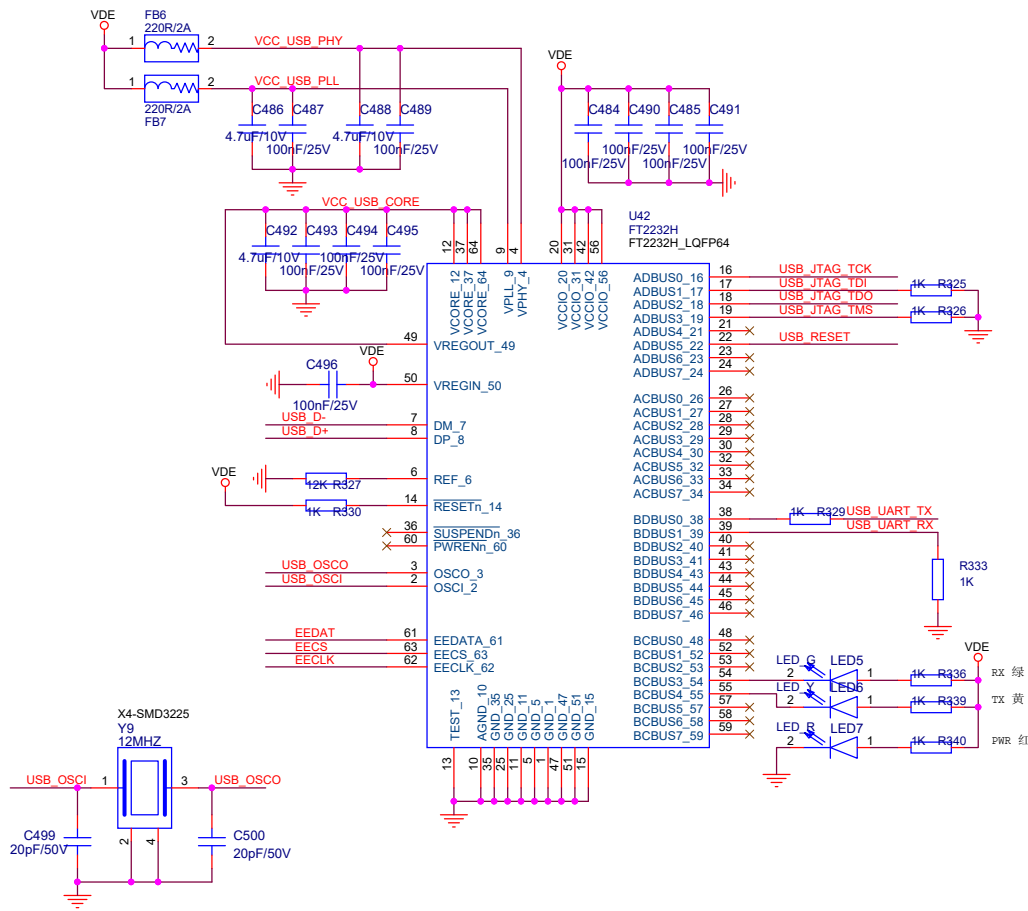 VDE
FB6
220R/2A
1
2
VCC_USB_PHY
1
2
VCC_USB_PLL
220R/2A
FB7
C486
C487
C488
C489
4.7uF/10V
4.7uF/10V
100nF/25V
100nF/25V
VDE
C484
C490
C485
C491
100nF/25V
100nF/25V
100nF/25V
100nF/25V
VCC_USB_CORE
C492
C493
C494
C495
4.7uF/10V
100nF/25V
100nF/25V
100nF/25V
U42
FT2232H
FT2232H_LQFP64
12
37
64
9
4
20
31
42
56
VCORE_12
VCORE_37
VCORE_64
VPLL_9
VPHY_4
VCCIO_20
VCCIO_31
VCCIO_42
VCCIO_56
49
VREGOUT_49
VDE
C496
100nF/25V
50
VREGIN_50
USB_D-
7
DM_7
USB_D+
8
DP_8
VDE
12K R327
6
REF_6
1K R330
14
RESETn_14
36
SUSPENDn_36
60
PWRENn_60
USB_OSCO
3
OSCO_3
USB_OSCI
2
OSCI_2
EEDAT
61
EEDATA_61
EECS
63
EECS_63
EECLK
62
EECLK_62
ADBUS0_16
16
USB_JTAG_TCK
ADBUS1_17
17
USB_JTAG_TDI
1K R325
ADBUS2_18
18
USB_JTAG_TDO
ADBUS3_19
19
USB_JTAG_TMS
1K R326
ADBUS4_21
21
ADBUS5_22
22
USB_RESET
ADBUS6_23
23
ADBUS7_24
24
ACBUS0_26
26
ACBUS1_27
27
ACBUS2_28
28
ACBUS3_29
29
ACBUS4_30
30
ACBUS5_32
32
ACBUS6_33
33
ACBUS7_34
34
BDBUS0_38
38
1K R329
USB_UART_TX
BDBUS1_39
39
USB_UART_RX
BDBUS2_40
40
BDBUS3_41
41
BDBUS4_43
43
BDBUS5_44
44
BDBUS6_45
45
BDBUS7_46
46
R333
1K
BCBUS0_48
48
BCBUS1_52
52
BCBUS2_53
53
BCBUS3_54
54
BCBUS4_55
55
BCBUS5_57
57
BCBUS6_58
58
BCBUS7_59
59
VDE
LED_G
LED5
2
1
1K R336
RX 绿
LED_Y
LED6
2
1
1K R339
TX 黄
LED_R
LED7
2
1
1K R340
PWR 红
TEST_13
AGND_10
GND_35
GND_25
GND_11
GND_5
GND_1
GND_47
GND_51
GND_15
13
10
35
25
11
5
1
47
51
15
X4-SMD3225
Y9
12MHZ
USB_OSCI
1
3
USB_OSCO
2
4
C499
20pF/50V
C500
20pF/50V